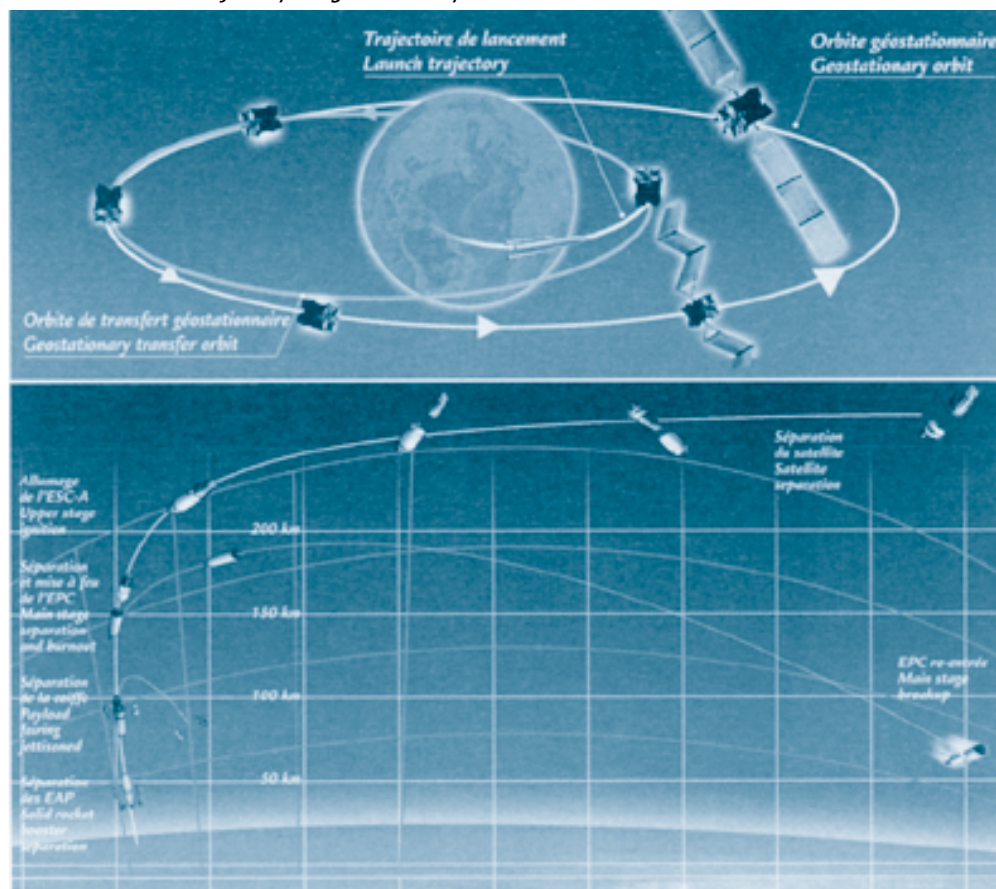 Trajectoire de lancement
Launch trajectory
Orbite géostationnaire
Geostationary orbit
Orbite de transfert géostationnaire
Geostationary transfer orbit
Séparation
du satellite
Satellite
separation
Allumage
de l'ESC-A
Upper stage
ignition
200 km
Séparation
et mise à feu
de l'EPC
Main stage
separation
and burnout
150 km
EPC re-entrée
Main stage
breakup
Séparation
de la coiffe
Payload
fairing
jettisoned
100 km
Séparation
des EAP
Solid rocket
booster
separation
50 km